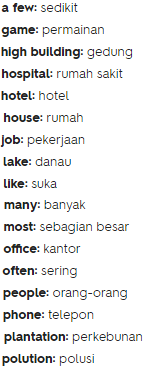 a few: sedikit
game: permainan
high building: gedung
hospital: rumah sakit
hotel: hotel
house: rumah
job: pekerjaan
lake: danau
like: suka
many: banyak
most: sebagian besar
office: kantor
often: sering
people: orang-orang
phone: telepon
plantation: perkebunan
polution: polusi